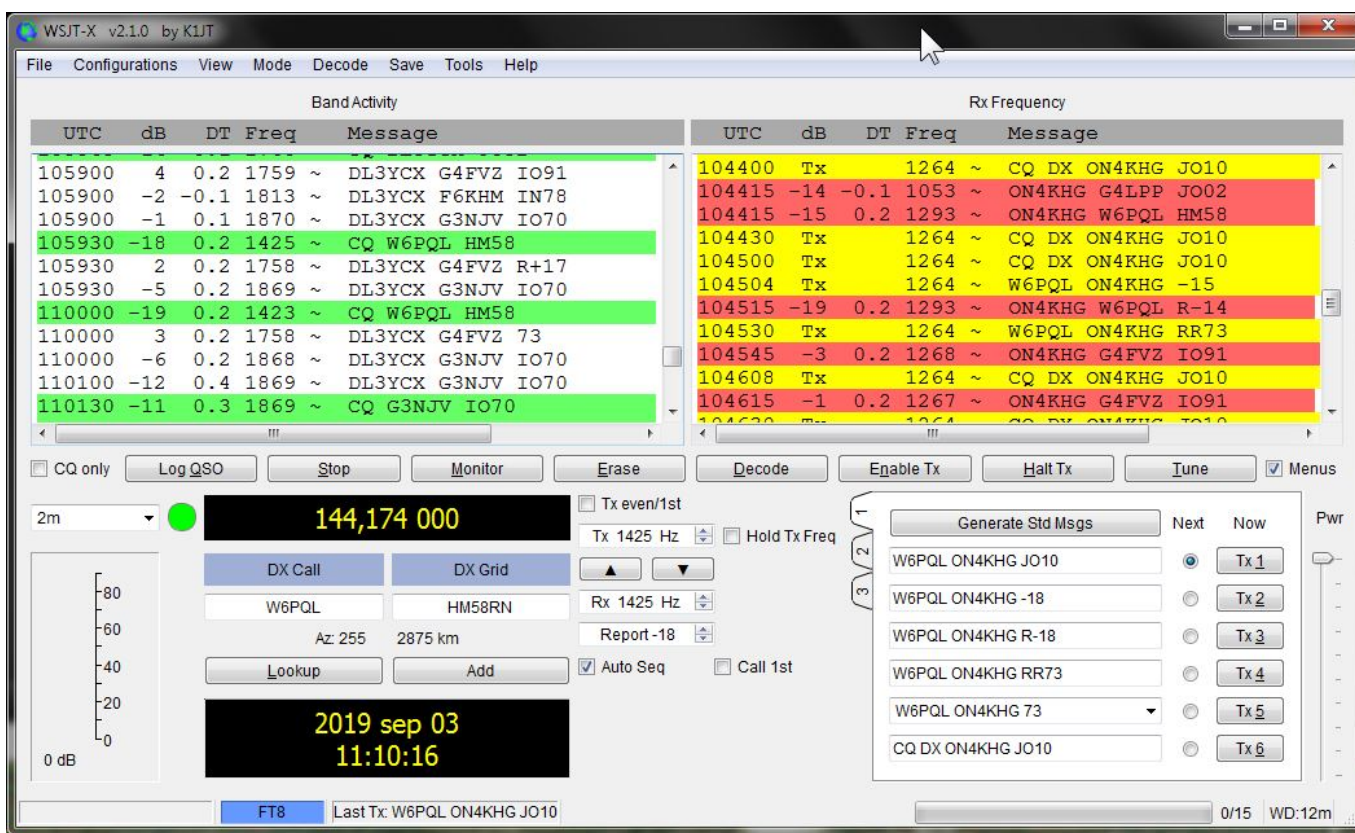 WSJT-X v2.1.0 by K1JT
File Configurations View Mode Decode Save Tools Help
Band Activity
UTC dB DT Freq Message
105900 4 0.2 1759 ~ DL3YCX G4FVZ IO91
105900 -2 -0.1 1813 ~ DL3YCX F6KHM IN78
105900 -1 0.1 1870 ~ DL3YCX G3NJV IO70
105930 -18 0.2 1425 ~ CQ W6PQL HM58
105930 2 0.2 1758 ~ DL3YCX G4FVZ R+17
105930 -5 0.2 1869 ~ DL3YCX G3NJV IO70
110000 -19 0.2 1423 ~ CQ W6PQL HM58
110000 3 0.2 1758 ~ DL3YCX G4FVZ 73
110000 -6 0.2 1868 ~ DL3YCX G3NJV IO70
110100 -12 0.4 1869 ~ DL3YCX G3NJV IO70
110130 -11 0.3 1869 ~ CQ G3NJV IO70
Rx Frequency
UTC dB DT Freq Message
104400 Tx 1264 ~ CQ DX ON4KHG JO10
104415 -14 -0.1 1053 ~ ON4KHG G4LPP JO02
104415 -15 0.2 1293 ~ ON4KHG W6PQL HM58
104430 Tx 1264 ~ CQ DX ON4KHG JO10
104500 Tx 1264 ~ CQ DX ON4KHG JO10
104504 Tx 1264 ~ W6PQL ON4KHG -15
104515 -19 0.2 1293 ~ ON4KHG W6PQL R-14
104530 Tx 1264 ~ W6PQL ON4KHG RR73
104545 -3 0.2 1268 ~ ON4KHG G4FVZ IO91
104608 Tx 1264 ~ CQ DX ON4KHG JO10
104615 -1 0.2 1267 ~ ON4KHG G4FVZ IO91
CQ only Log QSO Stop Monitor Erase Decode Enable Tx Halt Tx Tune Menus
2m
144,174 000
DX Call DX Grid
W6PQL HM58RN
Az: 255 2875 km
Lookup Add
2019 sep 03
11:10:16
80
60
40
20
0
0 dB
Tx even/1st
Tx 1425 Hz Hold Tx Freq
▲ ▼
Rx 1425 Hz
Report -18
Auto Seq Call 1st
1
2
3
Generate Std Msgs Next Now
W6PQL ON4KHG JO10 Tx 1
W6PQL ON4KHG -18 Tx 2
W6PQL ON4KHG R-18 Tx 3
W6PQL ON4KHG RR73 Tx 4
W6PQL ON4KHG 73 Tx 5
CQ DX ON4KHG JO10 Tx 6
Pwr
FT8 Last Tx: W6PQL ON4KHG JO10 0/15 WD:12m